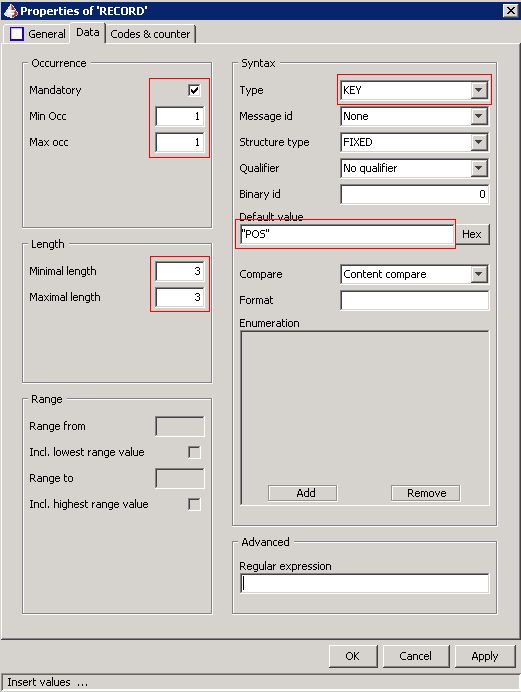 Properties of 'RECORD'
General Data Codes & counter
Occurrence
Mandatory
Min Occ 1
Max occ 1
Length
Minimal length 3
Maximal length 3
Range
Range from
Incl. lowest range value
Range to
Incl. highest range value
Syntax
Type KEY
Message id None
Structure type FIXED
Qualifier No qualifier
Binary id 0
Default value
"POS" Hex
Compare Content compare
Format
Enumeration
Add Remove
Advanced
Regular expression
OK Cancel Apply
Insert values ...